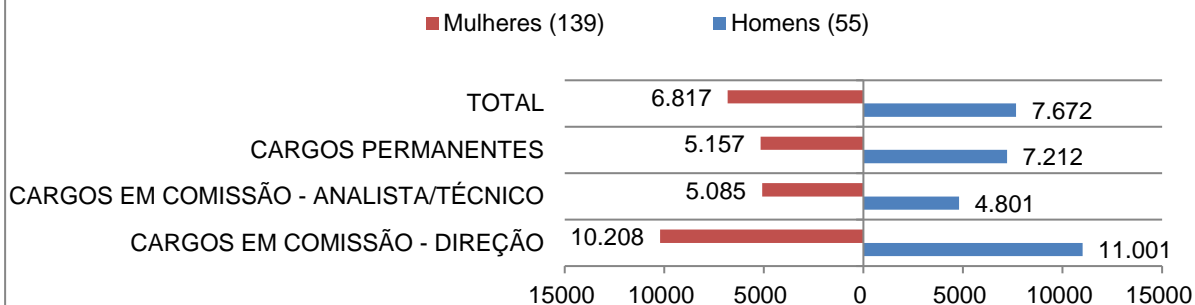 Mulheres (139) Homens (55)
TOTAL 6.817 7.672
CARGOS PERMANENTES 5.157 7.212
CARGOS EM COMISSÃO - ANALISTA/TÉCNICO 5.085 4.801
CARGOS EM COMISSÃO - DIREÇÃO 10.208 11.001
15000 10000 5000 0 5000 10000 15000